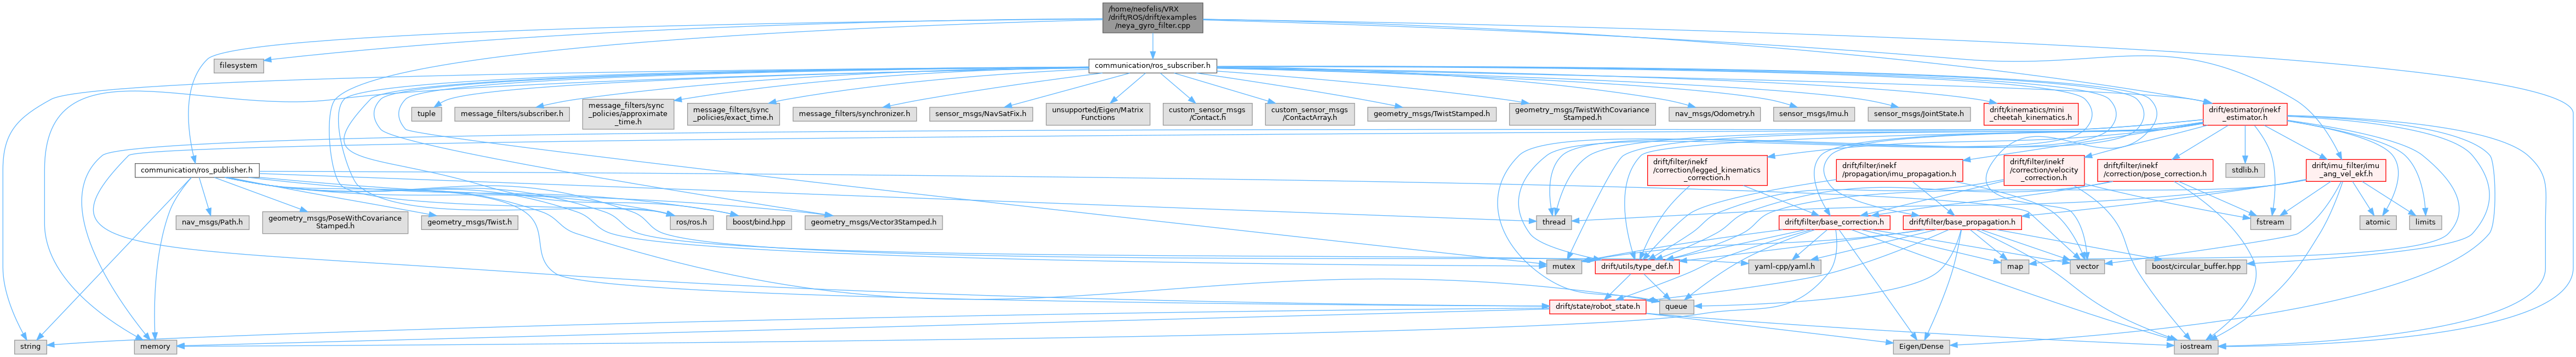 /home/neofelis/VRX
/drift/ROS/drift/examples
/neya_gyro_filter.cpp
filesystem
communication/ros_subscriber.h
tuple
message_filters/subscriber.h
message_filters/sync
_policies/approximate
_time.h
message_filters/sync
_policies/exact_time.h
message_filters/synchronizer.h
sensor_msgs/NavSatFix.h
unsupported/Eigen/Matrix
Functions
custom_sensor_msgs
/Contact.h
custom_sensor_msgs
/ContactArray.h
geometry_msgs/TwistStamped.h
geometry_msgs/TwistWithCovariance
Stamped.h
nav_msgs/Odometry.h
sensor_msgs/Imu.h
sensor_msgs/JointState.h
drift/kinematics/mini
_cheetah_kinematics.h
drift/estimator/inekf
_estimator.h
communication/ros_publisher.h
drift/filter/inekf
/correction/legged_kinematics
_correction.h
drift/filter/inekf
/propagation/imu_propagation.h
drift/filter/inekf
/correction/velocity
_correction.h
drift/filter/inekf
/correction/pose_correction.h
stdlib.h
drift/imu_filter/imu
_ang_vel_ekf.h
nav_msgs/Path.h
geometry_msgs/PoseWithCovariance
Stamped.h
geometry_msgs/Twist.h
ros/ros.h
boost/bind.hpp
geometry_msgs/Vector3Stamped.h
thread
drift/filter/base_correction.h
drift/filter/base_propagation.h
fstream
atomic
limits
mutex
drift/utils/type_def.h
yaml-cpp/yaml.h
map
vector
boost/circular_buffer.hpp
drift/state/robot_state.h
queue
string
memory
Eigen/Dense
iostream